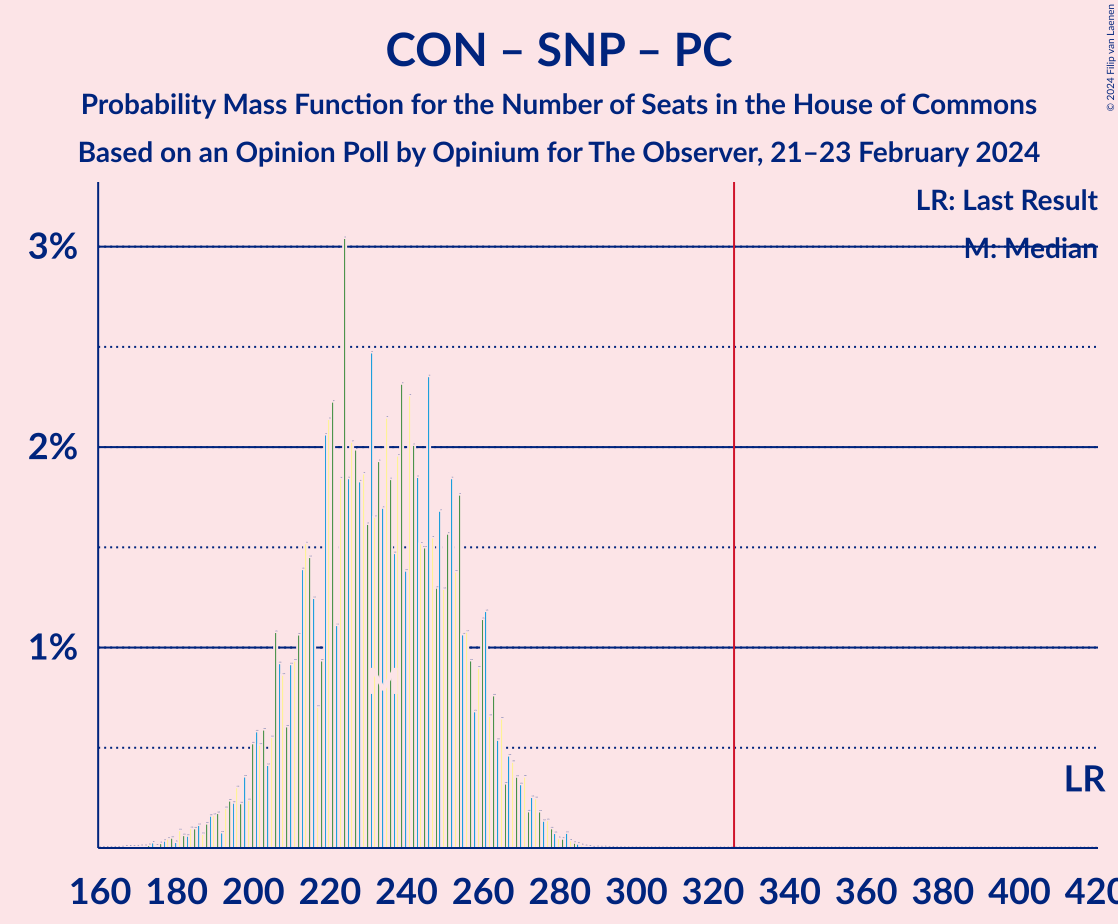 CON – SNP – PC
Probability Mass Function for the Number of Seats in the House of Commons
Based on an Opinion Poll by Opinium for The Observer, 21–23 February 2024
© 2024 Filip van Laenen
LR: Last Result
M: Median
3%
2%
1%
LR
M
160 180 200 220 240 260 280 300 320 340 360 380 400 420